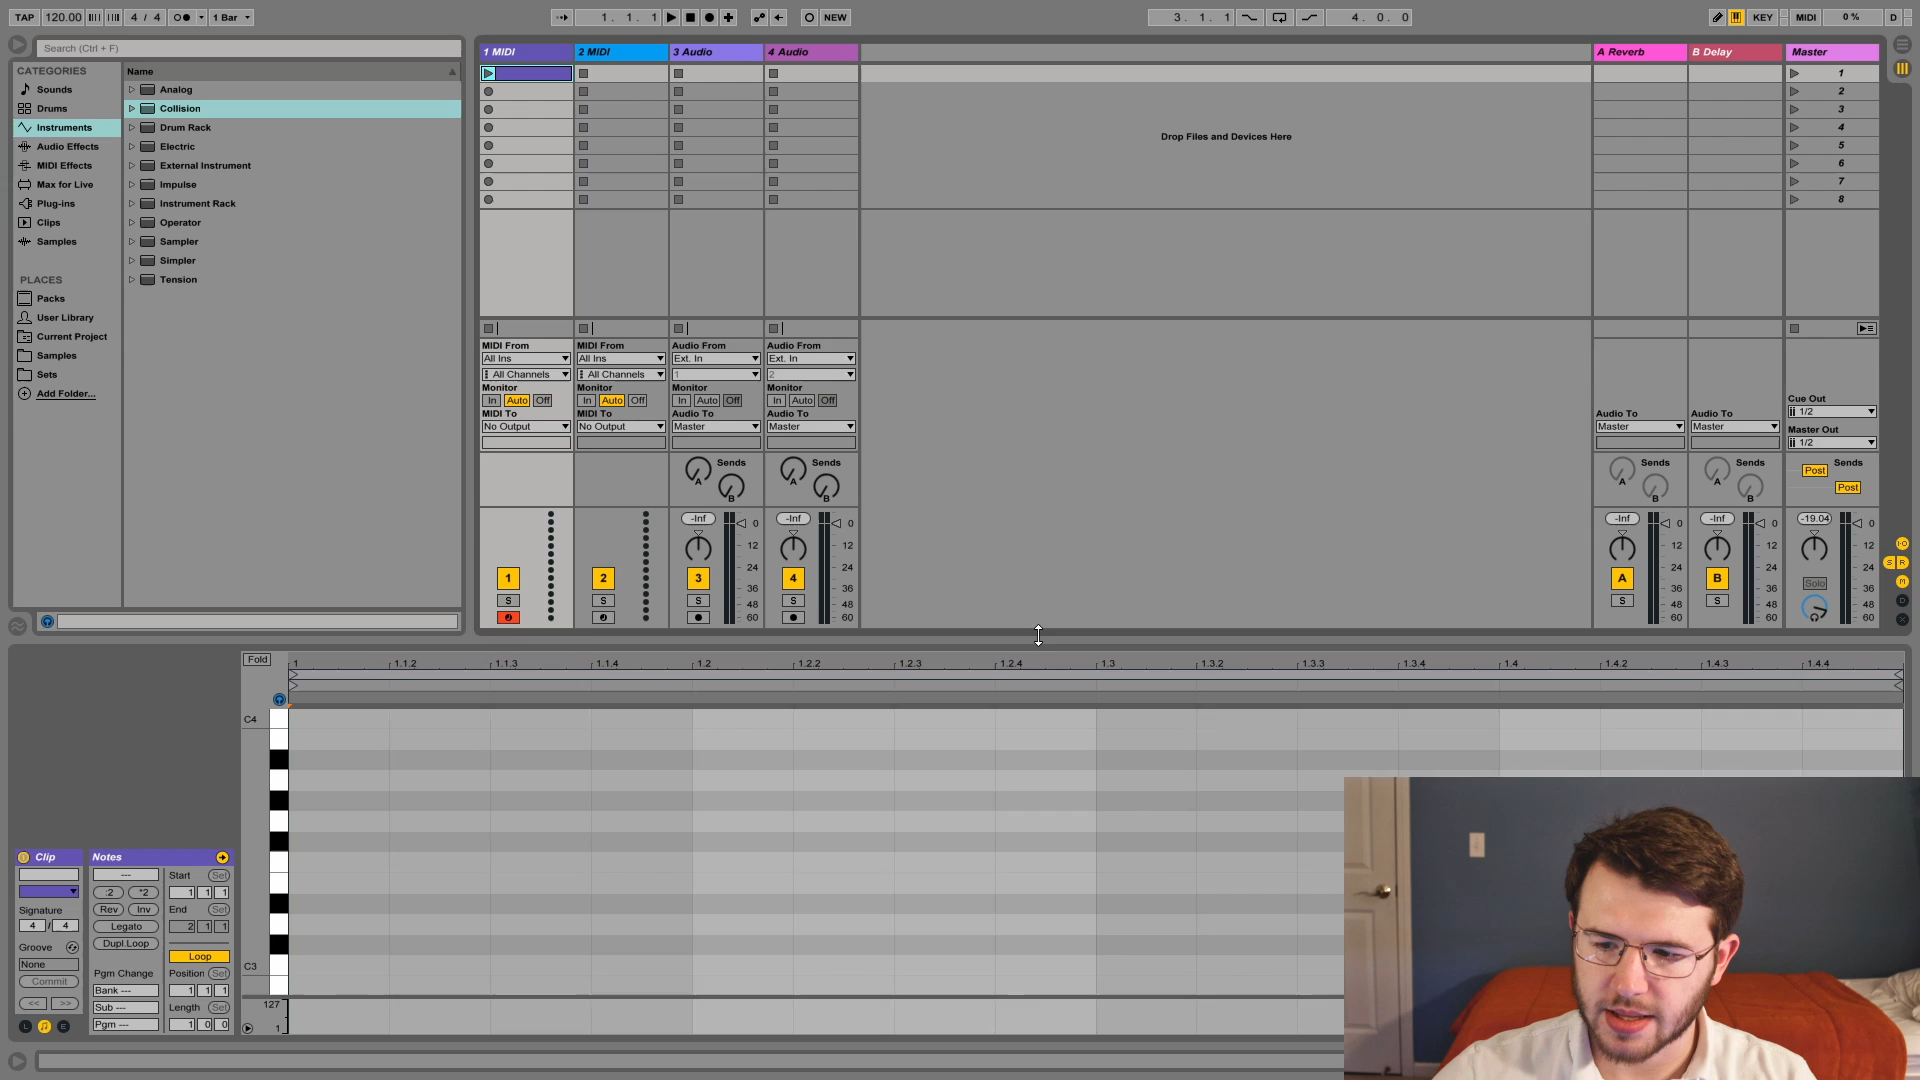 TAP 120.00 4 / 4 1 Bar 1. 1. 1 NEW 3. 1. 1 4. 0. 0 KEY MIDI 0 % D
Search (Ctrl + F)
CATEGORIES
Sounds
Drums
Instruments
Audio Effects
MIDI Effects
Max for Live
Plug-ins
Clips
Samples
PLACES
Packs
User Library
Current Project
Samples
Sets
Add Folder...
Name
Analog
Collision
Drum Rack
Electric
External Instrument
Impulse
Instrument Rack
Operator
Sampler
Simpler
Tension
1 MIDI 2 MIDI 3 Audio 4 Audio A Reverb B Delay Master
1
2
3
4
5
6
7
8
Drop Files and Devices Here
MIDI From MIDI From Audio From Audio From
All Ins All Ins Ext. In Ext. In
All Channels All Channels 1 2
Monitor Monitor Monitor Monitor
In Auto Off In Auto Off In Auto Off In Auto Off
Cue Out
1/2
MIDI To MIDI To Audio To Audio To Audio To Audio To
No Output No Output Master Master Master Master
Master Out
1/2
Sends Sends Sends Sends Sends
A B A B A B A B Post Post
-Inf -Inf -Inf -Inf -19.04
0 0 0 0 0
12 12 12 12 12
24 24 24 24 24
36 36 36 36 36
48 48 48 48 48
60 60 60 60 60
1 2 3 4 A B Solo
S S S S S S
Fold 1 1.1.2 1.1.3 1.1.4 1.2 1.2.2 1.2.3 1.2.4 1.3 1.3.2 1.3.3 1.3.4 1.4 1.4.2 1.4.3 1.4.4
C4
C3
127
1
Clip
Signature
4 / 4
Groove
None
Commit
<< >>
L E
Notes
---
:2 *2
Rev Inv
Legato
Dupl.Loop
Pgm Change
Bank ---
Sub ---
Pgm ---
Start Set
1 1 1
End Set
2 1 1
Loop
Position Set
1 1 1
Length Set
1 0 0